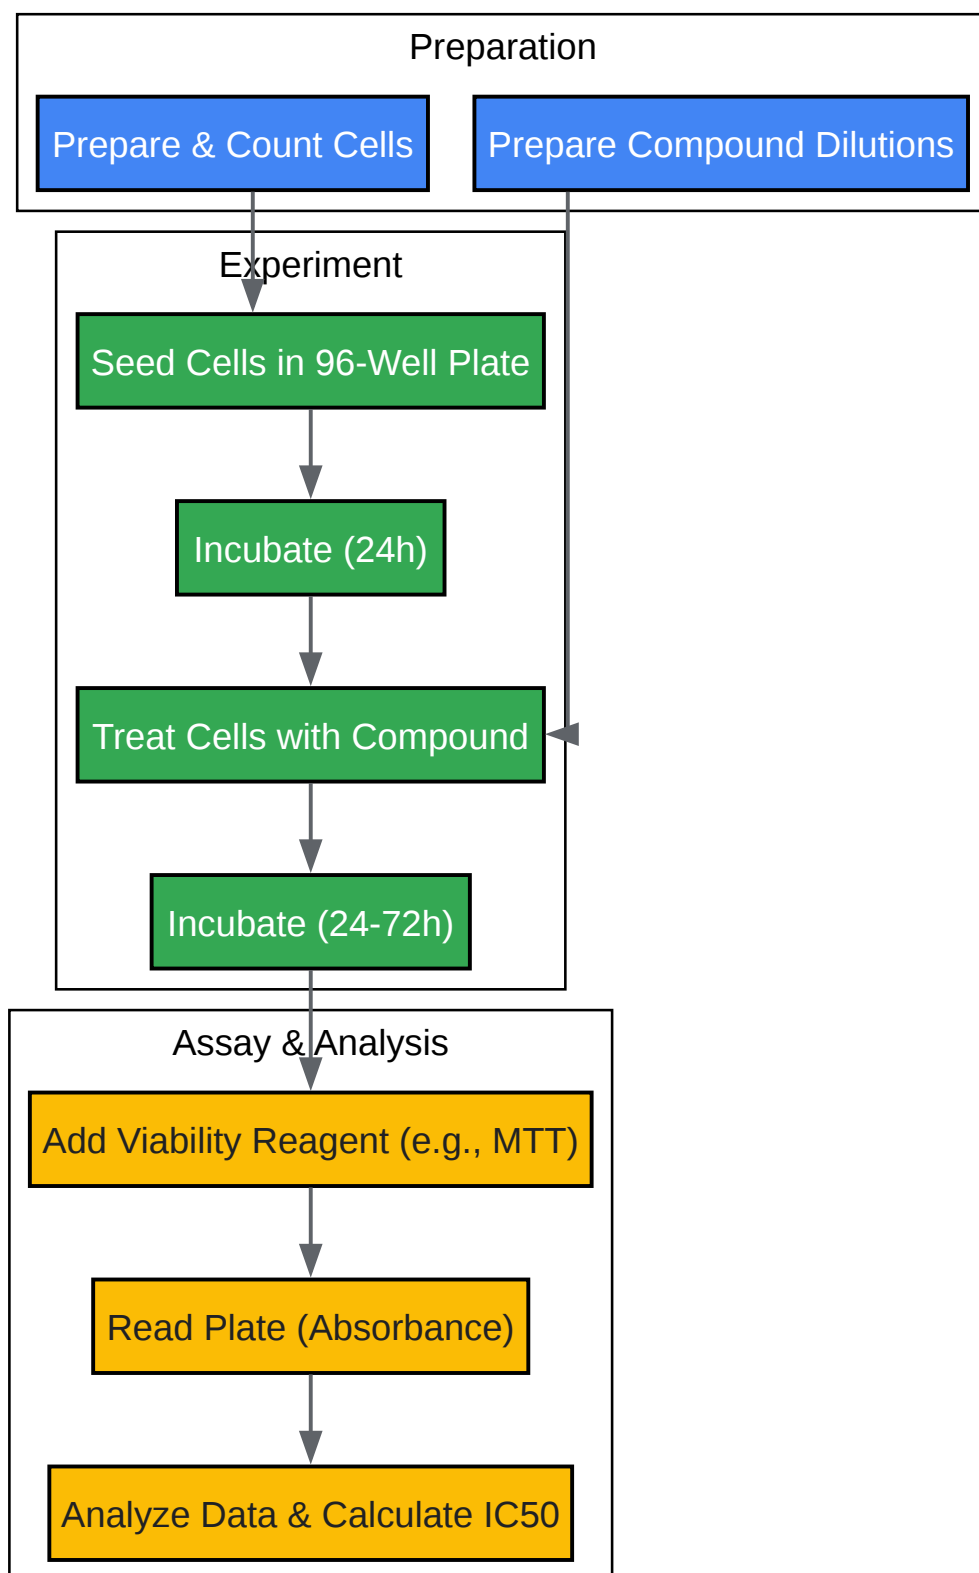 Preparation
Prepare & Count Cells
Prepare Compound Dilutions
Experiment
Seed Cells in 96-Well Plate
Incubate (24h)
Treat Cells with Compound
Incubate (24-72h)
Assay & Analysis
Add Viability Reagent (e.g., MTT)
Read Plate (Absorbance)
Analyze Data & Calculate IC50